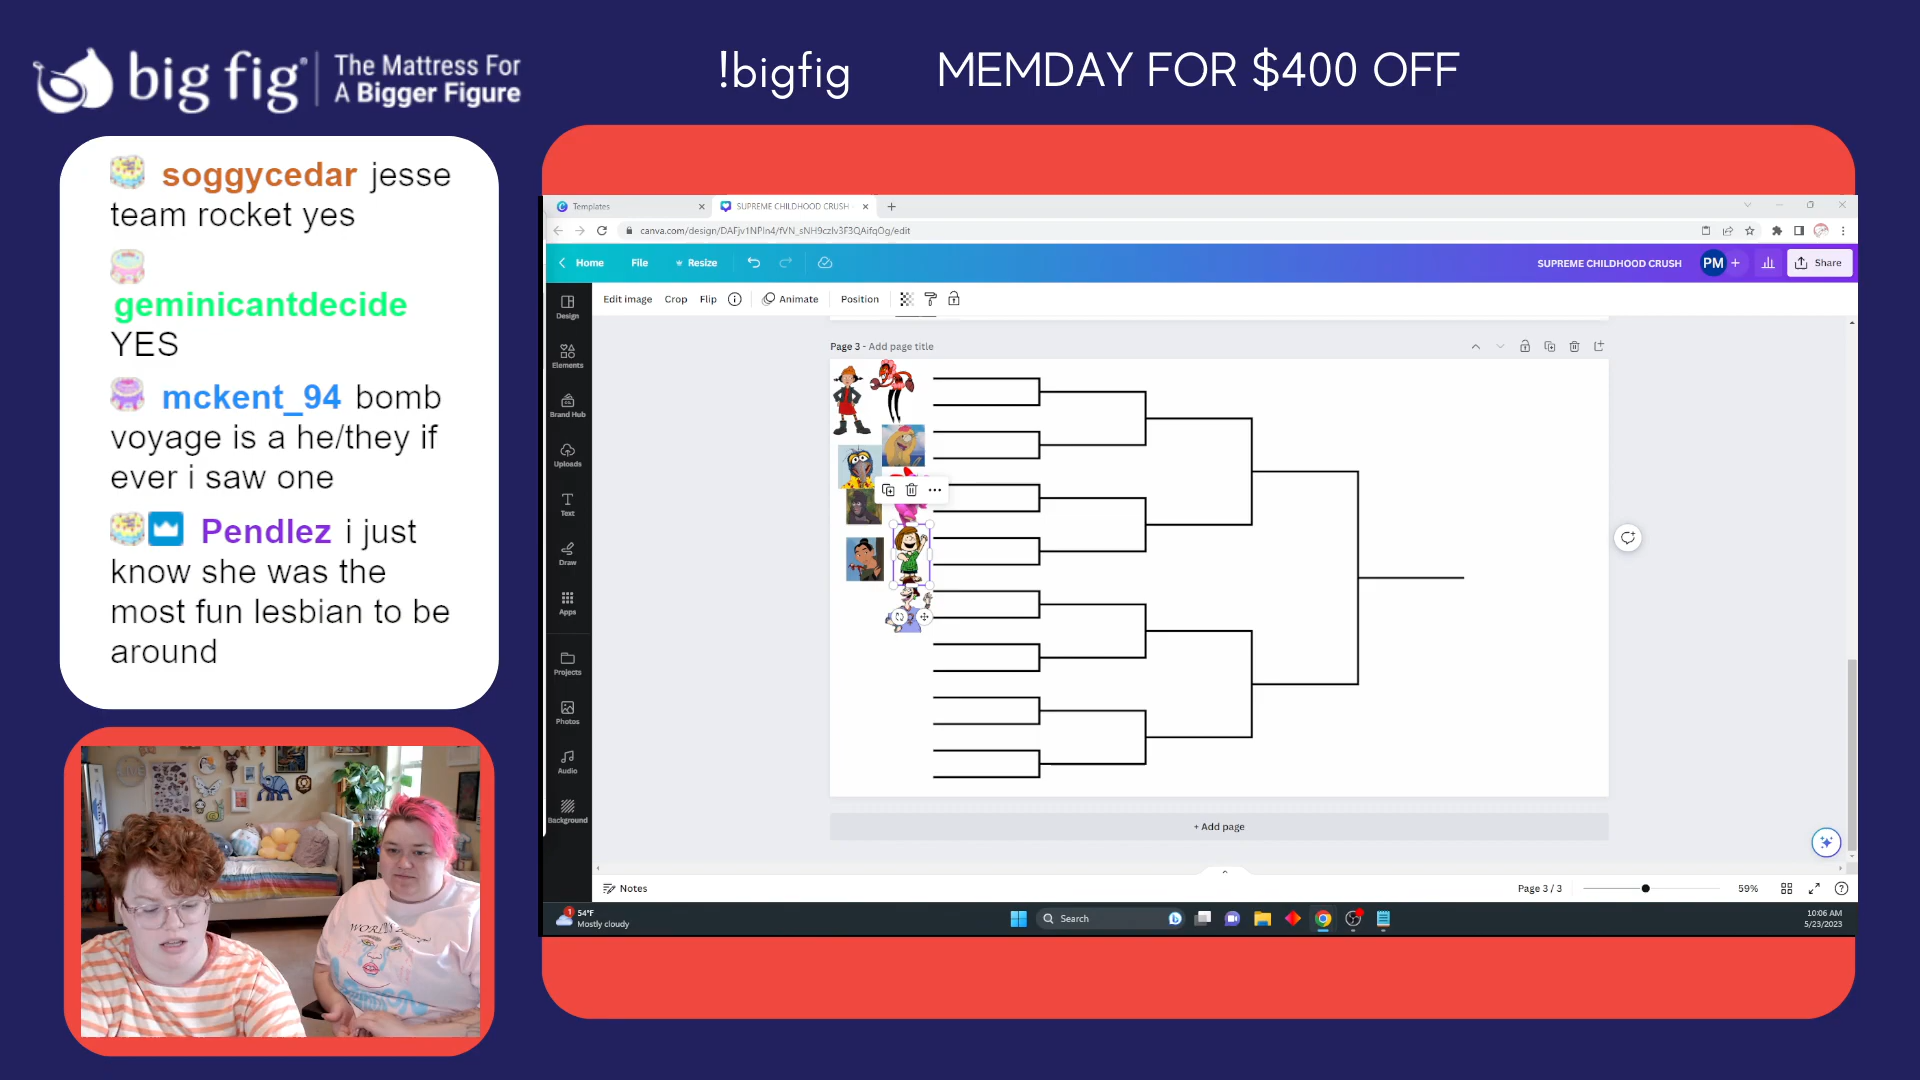 big fig® The Mattress For
A Bigger Figure
!bigfig MEMDAY FOR $400 OFF
soggycedar jesse
team rocket yes
geminicantdecide
YES
mckent_94 bomb
voyage is a he/they if
ever i saw one
Pendlez i just
know she was the
most fun lesbian to be
around
Templates SUPREME CHILDHOOD CRUSH
canva.com/design/DAFjv1NPIn4/fVN_sNH9czIv3F3QAifqOg/edit
Home File Resize SUPREME CHILDHOOD CRUSH PM + Share
Edit image Crop Flip Animate Position
Design
Elements
Brand Hub
Uploads
Text
Draw
Apps
Projects
Photos
Audio
Background
Page 3 - Add page title
+ Add page
Notes Page 3 / 3 59%
1 54°F
Mostly cloudy
Search
10:06 AM
5/23/2023